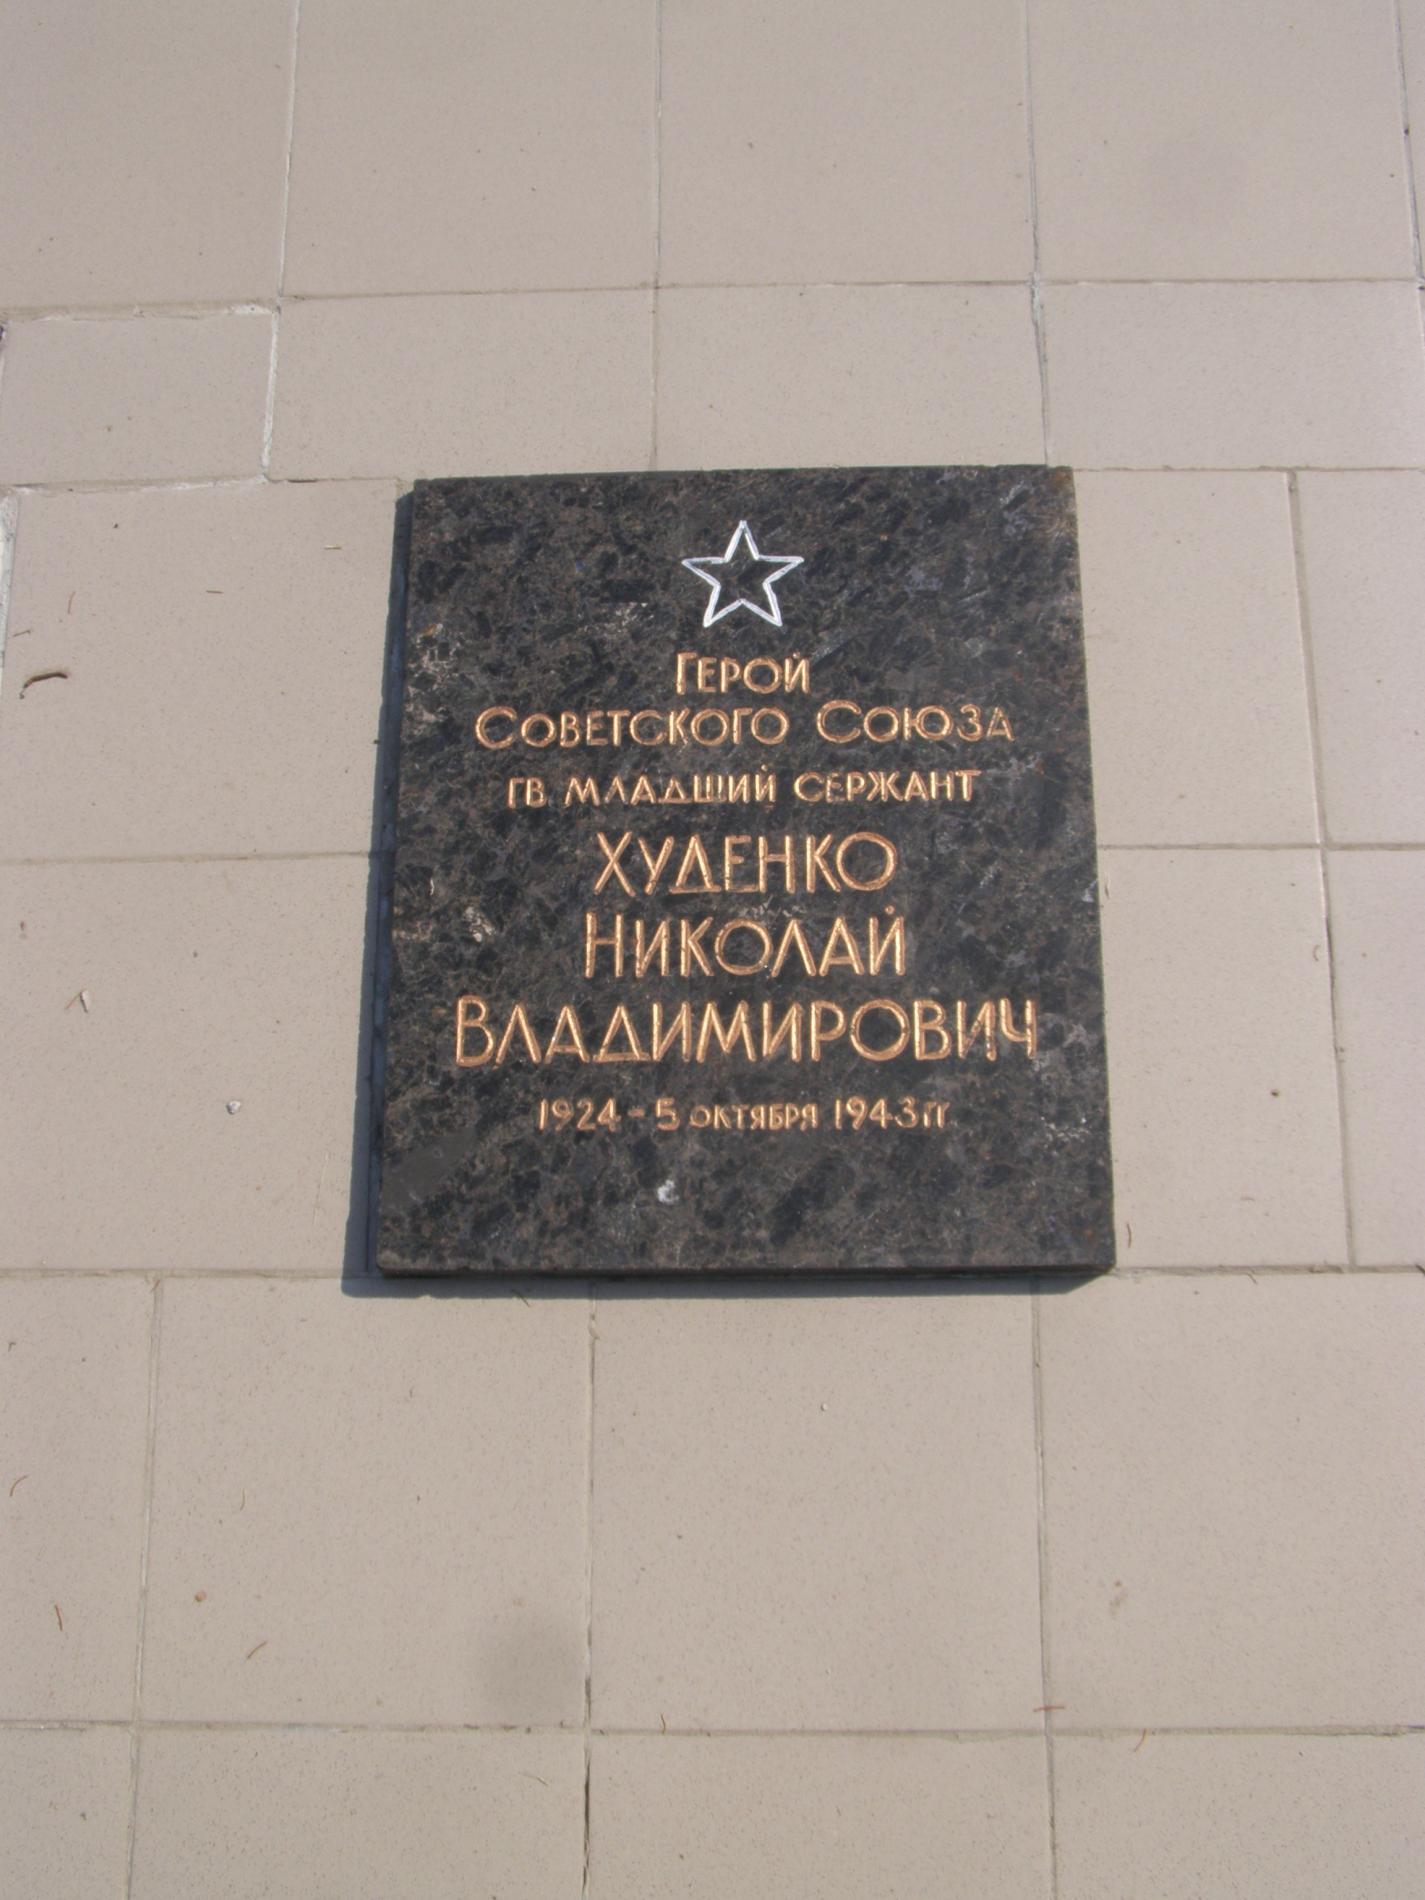 Герой
Советского Союза
гв младший сержант
Худенко
Николай
Владимирович
1924 - 5 октября 1943 гг